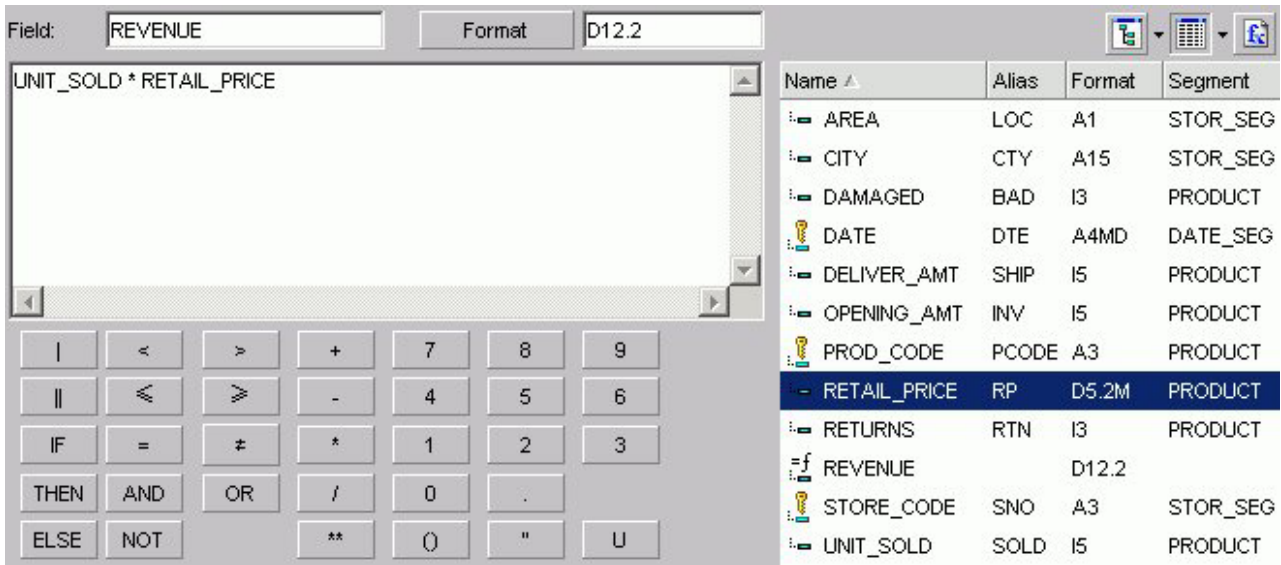 Field: REVENUE Format D12.2
UNIT_SOLD * RETAIL_PRICE
| < > + 7 8 9
|| ≤ ≥ - 4 5 6
IF = ≠ * 1 2 3
THEN AND OR / 0 .
ELSE NOT ** () " U
Name Alias Format Segment
AREA LOC A1 STOR_SEG
CITY CTY A15 STOR_SEG
DAMAGED BAD I3 PRODUCT
DATE DTE A4MD DATE_SEG
DELIVER_AMT SHIP I5 PRODUCT
OPENING_AMT INV I5 PRODUCT
PROD_CODE PCODE A3 PRODUCT
RETAIL_PRICE RP D5.2M PRODUCT
RETURNS RTN I3 PRODUCT
REVENUE D12.2
STORE_CODE SNO A3 STOR_SEG
UNIT_SOLD SOLD I5 PRODUCT